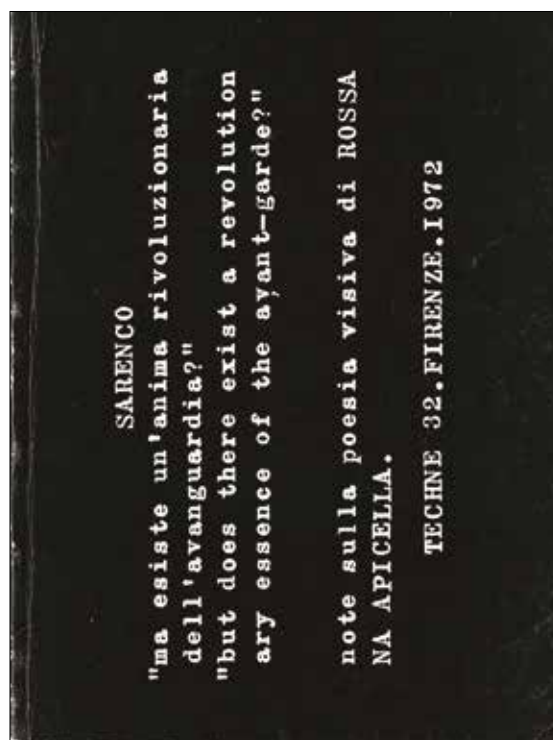 SARENCO
"ma esiste un'anima rivoluzionaria
dell'avanguardia?"
"but does there exist a revolution
ary essence of the avant-garde?"
note sulla poesia visiva di ROSSA
NA APICELLA.
TECHNE 32.FIRENZE.I972